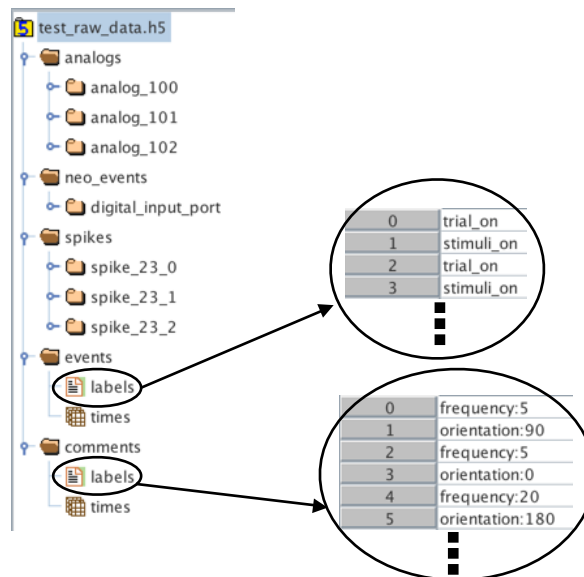 test_raw_data.h5
analogs
analog_100
analog_101
analog_102
neo_events
digital_input_port
spikes
spike_23_0
spike_23_1
spike_23_2
events
labels
times
comments
labels
times
0 trial_on
1 stimuli_on
2 trial_on
3 stimuli_on
0 frequency:5
1 orientation:90
2 frequency:5
3 orientation:0
4 frequency:20
5 orientation:180